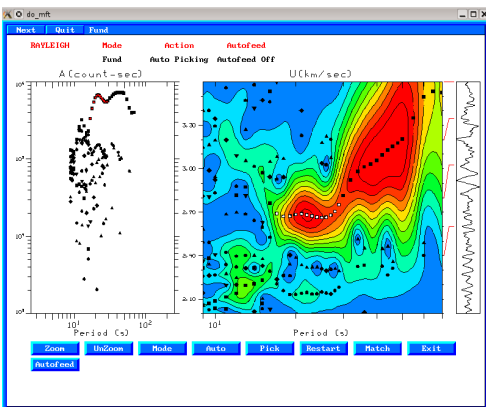 do_mft
Next Quit Fund
RAYLEIGH Mode Action Autofeed
Fund Auto Picking Autofeed Off
A(count-sec) U(km/sec)
3.30
3.00
2.70
2.40
2.10
10¹ 10² 10¹
Period (s) Period (s)
Zoom UnZoom Mode Auto Pick Restart Match Exit
Autofeed